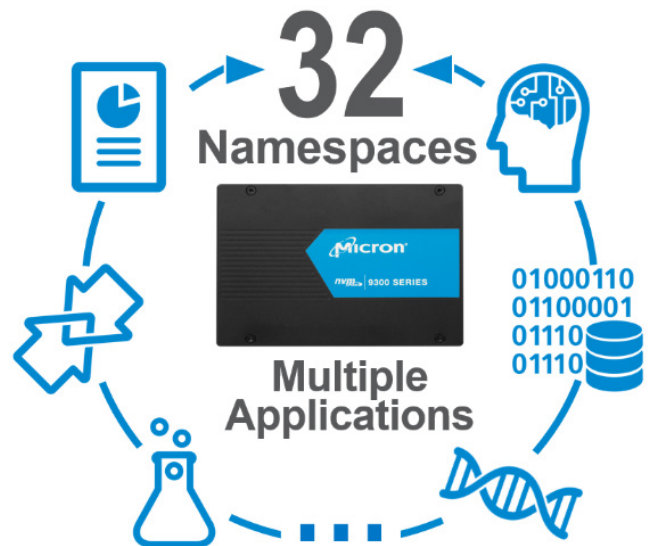 32
Namespaces
Micron®
nvme | 9300 SERIES
01000110
01100001
01110
01110
Multiple
Applications